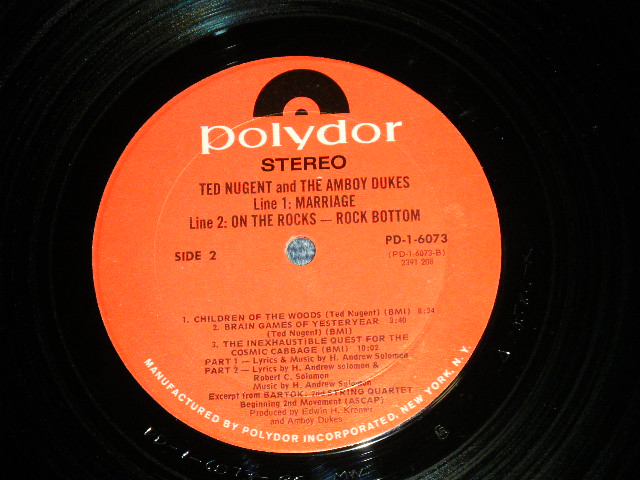 polydor
STEREO
TED NUGENT and THE AMBOY DUKES
Line 1: MARRIAGE
Line 2: ON THE ROCKS — ROCK BOTTOM
SIDE 2
PD-1-6073
(PD-1-6073-B)
2391 208
1. CHILDREN OF THE WOODS (Ted Nugent) (BMI) 8:24
2. BRAIN GAMES OF YESTERYEAR 3:40
(Ted Nugent) (BMI)
3. THE INEXHAUSTIBLE QUEST FOR THE
COSMIC CABBAGE (BMI) 10:02
PART 1 — Lyrics & Music by H. Andrew Solomon
PART 2 — Lyrics by H. Andrew solomon &
Robert C. Solomon
Music by H. Andrew Solomon
Excerpt from BARTOK: 2nd STRING QUARTET
Beginning 2nd Movement (ASCAP)
Produced by Edwin H. Kramer
and Amboy Dukes
MANUFACTURED BY POLYDOR INCORPORATED, NEW YORK, N.Y.